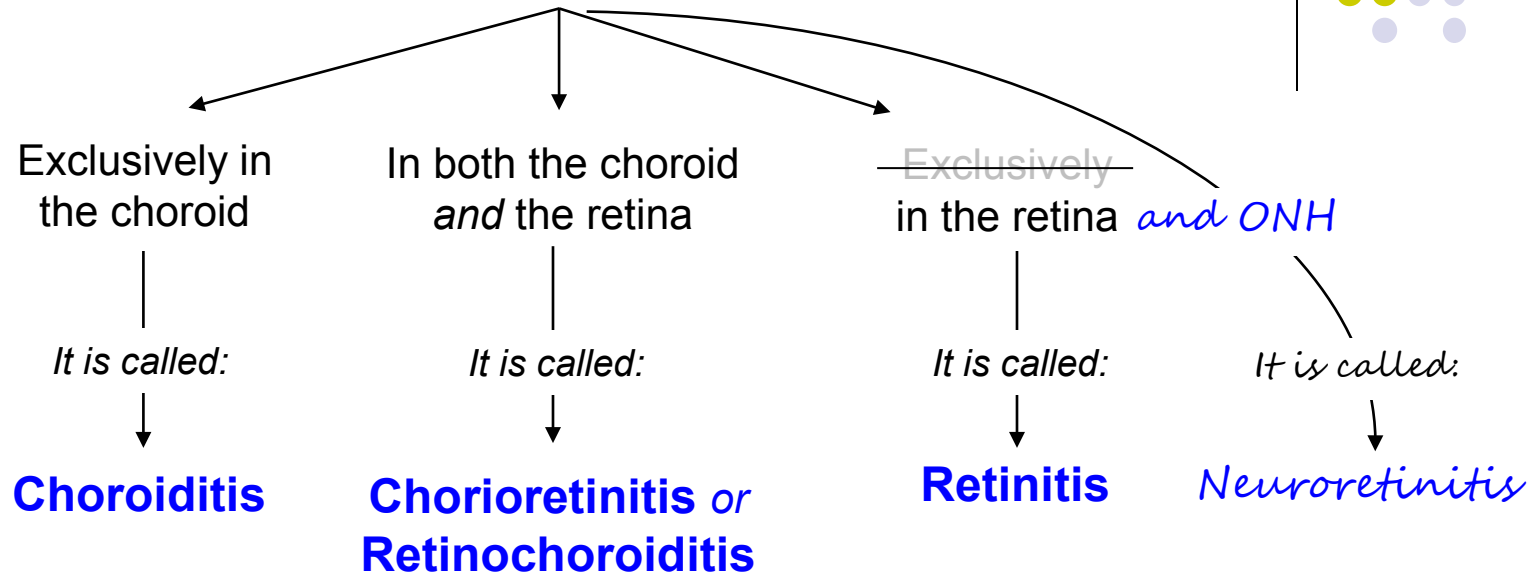 Exclusively in
the choroid
In both the choroid
and the retina
Exclusively
in the retina and ONH
It is called:
It is called:
It is called:
It is called:
Choroiditis
Chorioretinitis or
Retinochoroiditis
Retinitis
Neuroretinitis